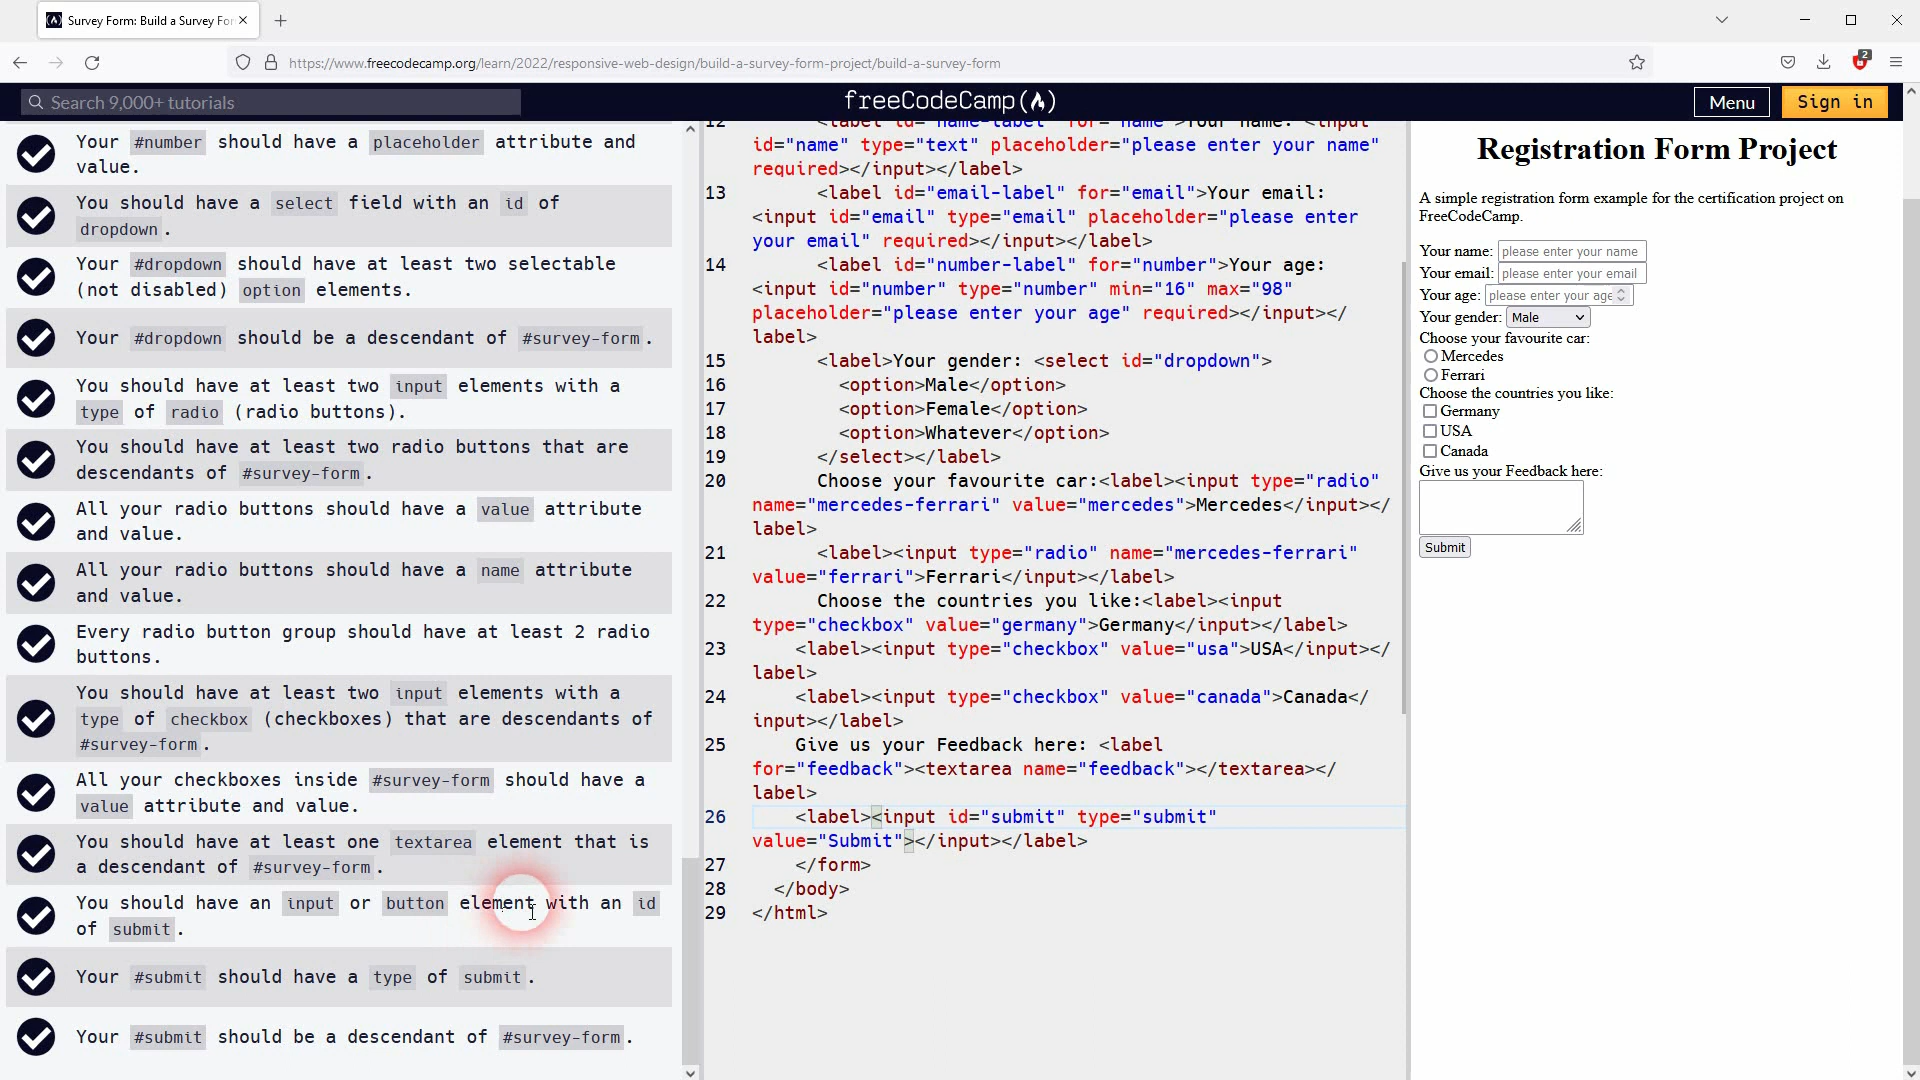 Survey Form: Build a Survey For
https://www.freecodecamp.org/learn/2022/responsive-web-design/build-a-survey-form-project/build-a-survey-form
2
Search 9,000+ tutorials
freeCodeCamp(🔥)
Menu
Sign in
Your #number should have a placeholder attribute and
value.
You should have a select field with an id of
dropdown.
Your #dropdown should have at least two selectable
(not disabled) option elements.
Your #dropdown should be a descendant of #survey-form.
You should have at least two input elements with a
type of radio (radio buttons).
You should have at least two radio buttons that are
descendants of #survey-form.
All your radio buttons should have a value attribute
and value.
All your radio buttons should have a name attribute
and value.
Every radio button group should have at least 2 radio
buttons.
You should have at least two input elements with a
type of checkbox (checkboxes) that are descendants of
#survey-form.
All your checkboxes inside #survey-form should have a
value attribute and value.
You should have at least one textarea element that is
a descendant of #survey-form.
You should have an input or button element with an id
of submit.
Your #submit should have a type of submit.
Your #submit should be a descendant of #survey-form.
12 <label id="name-label" for="name">Your name: <input
id="name" type="text" placeholder="please enter your name"
required></input></label>
13 <label id="email-label" for="email">Your email:
<input id="email" type="email" placeholder="please enter
your email" required></input></label>
14 <label id="number-label" for="number">Your age:
<input id="number" type="number" min="16" max="98"
placeholder="please enter your age" required></input></
label>
15 <label>Your gender: <select id="dropdown">
16 <option>Male</option>
17 <option>Female</option>
18 <option>Whatever</option>
19 </select></label>
20 Choose your favourite car:<label><input type="radio"
name="mercedes-ferrari" value="mercedes">Mercedes</input></
label>
21 <label><input type="radio" name="mercedes-ferrari"
value="ferrari">Ferrari</input></label>
22 Choose the countries you like:<label><input
type="checkbox" value="germany">Germany</input></label>
23 <label><input type="checkbox" value="usa">USA</input></
label>
24 <label><input type="checkbox" value="canada">Canada</
input></label>
25 Give us your Feedback here: <label
for="feedback"><textarea name="feedback"></textarea></
label>
26 <label><input id="submit" type="submit"
value="Submit"></input></label>
27 </form>
28 </body>
29 </html>
Registration Form Project
A simple registration form example for the certification project on
FreeCodeCamp.
Your name: please enter your name
Your email: please enter your email
Your age: please enter your age
Your gender: Male
Choose your favourite car:
Mercedes
Ferrari
Choose the countries you like:
Germany
USA
Canada
Give us your Feedback here:
Submit